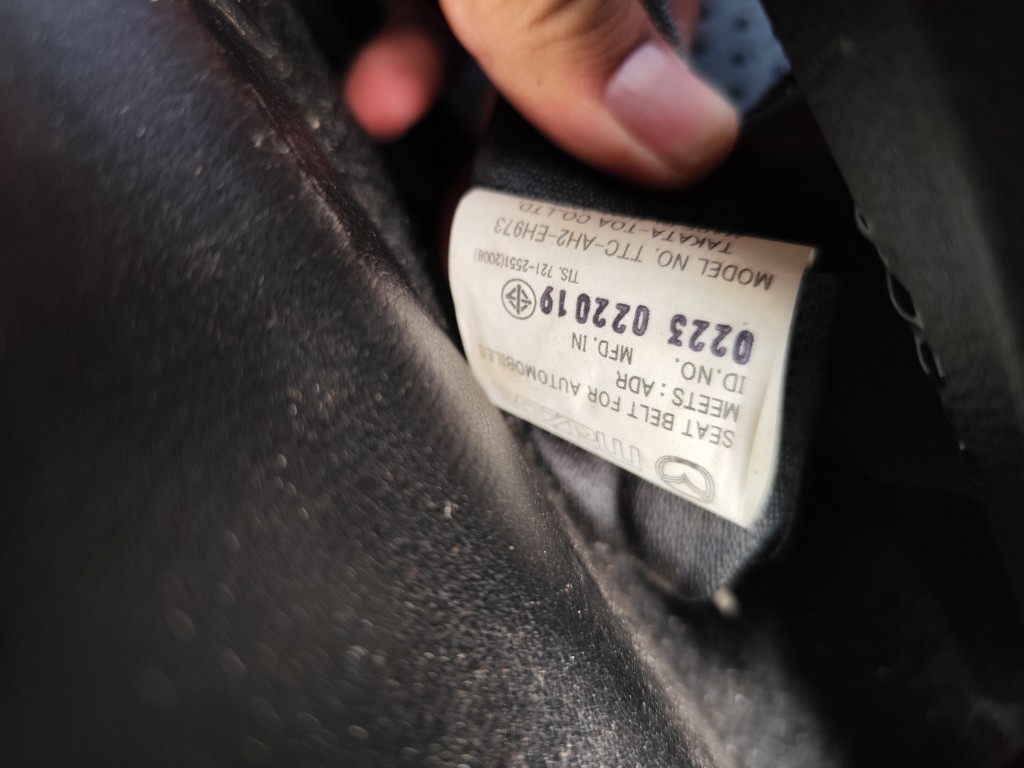 mazda
SEAT BELT FOR AUTOMOBILES
MEETS : ADR
ID.NO. MFD. IN
0223 022019
TIS. 721-2551(2008)
MODEL NO. TTC-AH2-EH973
TAKATA-TOA CO.,LTD.